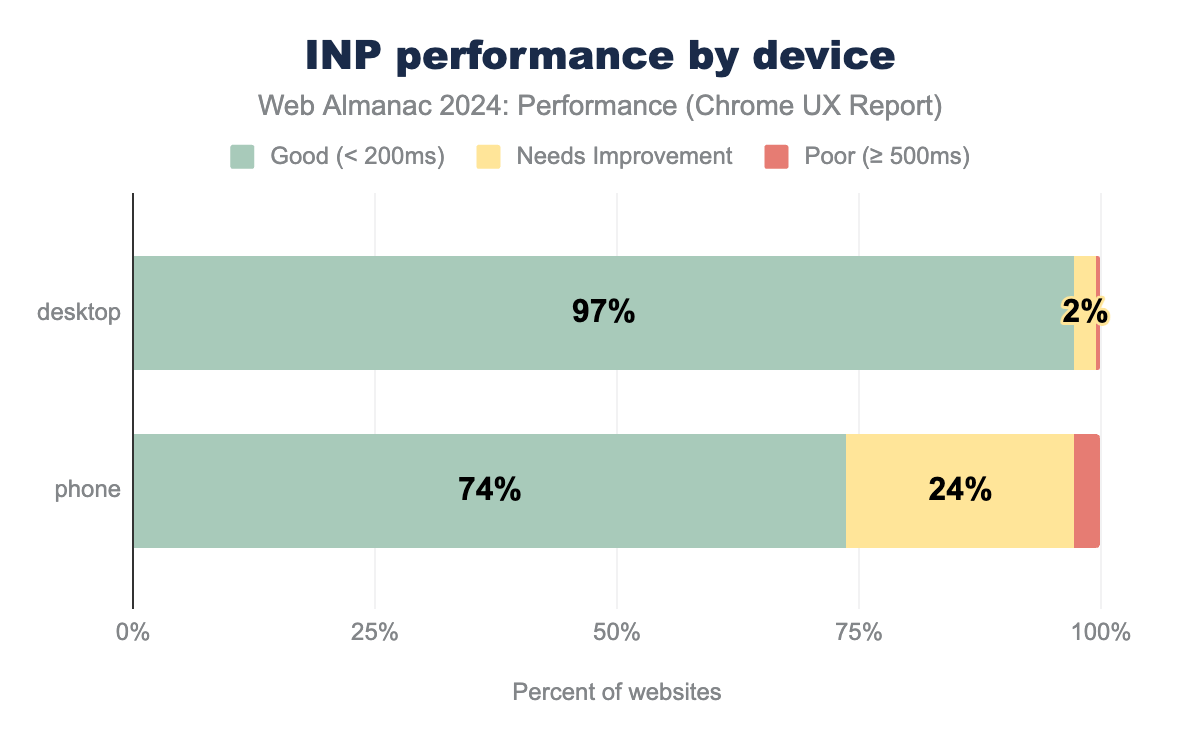 INP performance by device
Web Almanac 2024: Performance (Chrome UX Report)
Good (< 200ms) Needs Improvement Poor (≥ 500ms)
desktop 97% 2%
phone 74% 24%
0% 25% 50% 75% 100%
Percent of websites